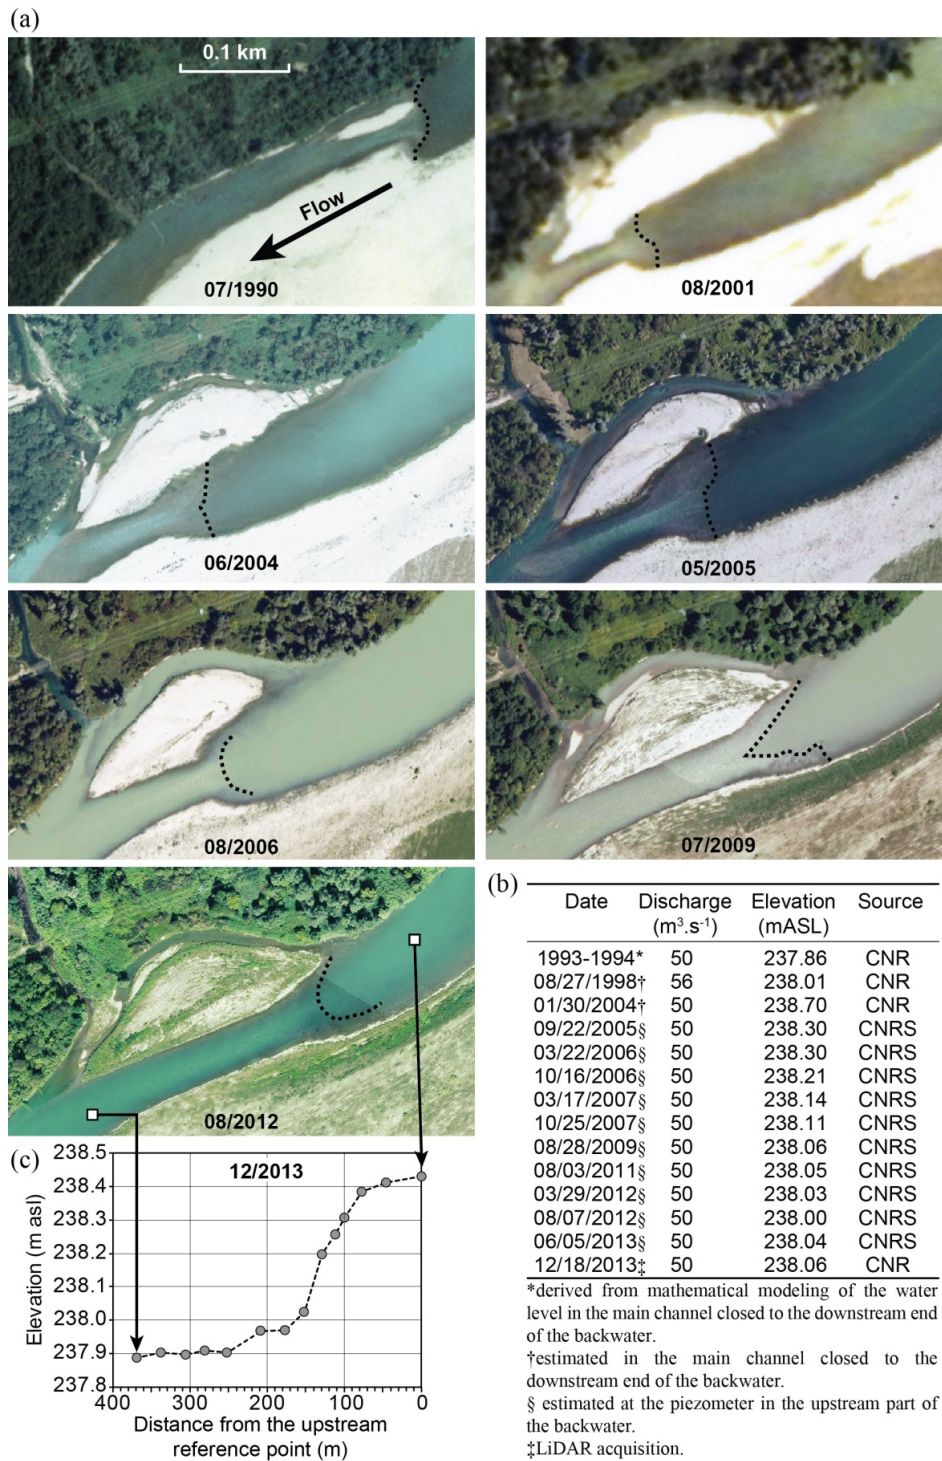 (a)
0.1 km
Flow
07/1990
08/2001
06/2004
05/2005
08/2006
07/2009
08/2012
(b)
Date Discharge Elevation Source
(m³.s⁻¹) (mASL)
1993-1994* 50 237.86 CNR
08/27/1998† 56 238.01 CNR
01/30/2004† 50 238.70 CNR
09/22/2005§ 50 238.30 CNRS
03/22/2006§ 50 238.30 CNRS
10/16/2006§ 50 238.21 CNRS
03/17/2007§ 50 238.14 CNRS
10/25/2007§ 50 238.11 CNRS
08/28/2009§ 50 238.06 CNRS
08/03/2011§ 50 238.05 CNRS
03/29/2012§ 50 238.03 CNRS
08/07/2012§ 50 238.00 CNRS
06/05/2013§ 50 238.04 CNRS
12/18/2013‡ 50 238.06 CNR
*derived from mathematical modeling of the water
level in the main channel closed to the downstream end
of the backwater.
†estimated in the main channel closed to the
downstream end of the backwater.
§ estimated at the piezometer in the upstream part of
the backwater.
‡LiDAR acquisition.
(c)
12/2013
Elevation (m asl)
238.5
238.4
238.3
238.2
238.1
238.0
237.9
237.8
400 300 200 100 0
Distance from the upstream
reference point (m)